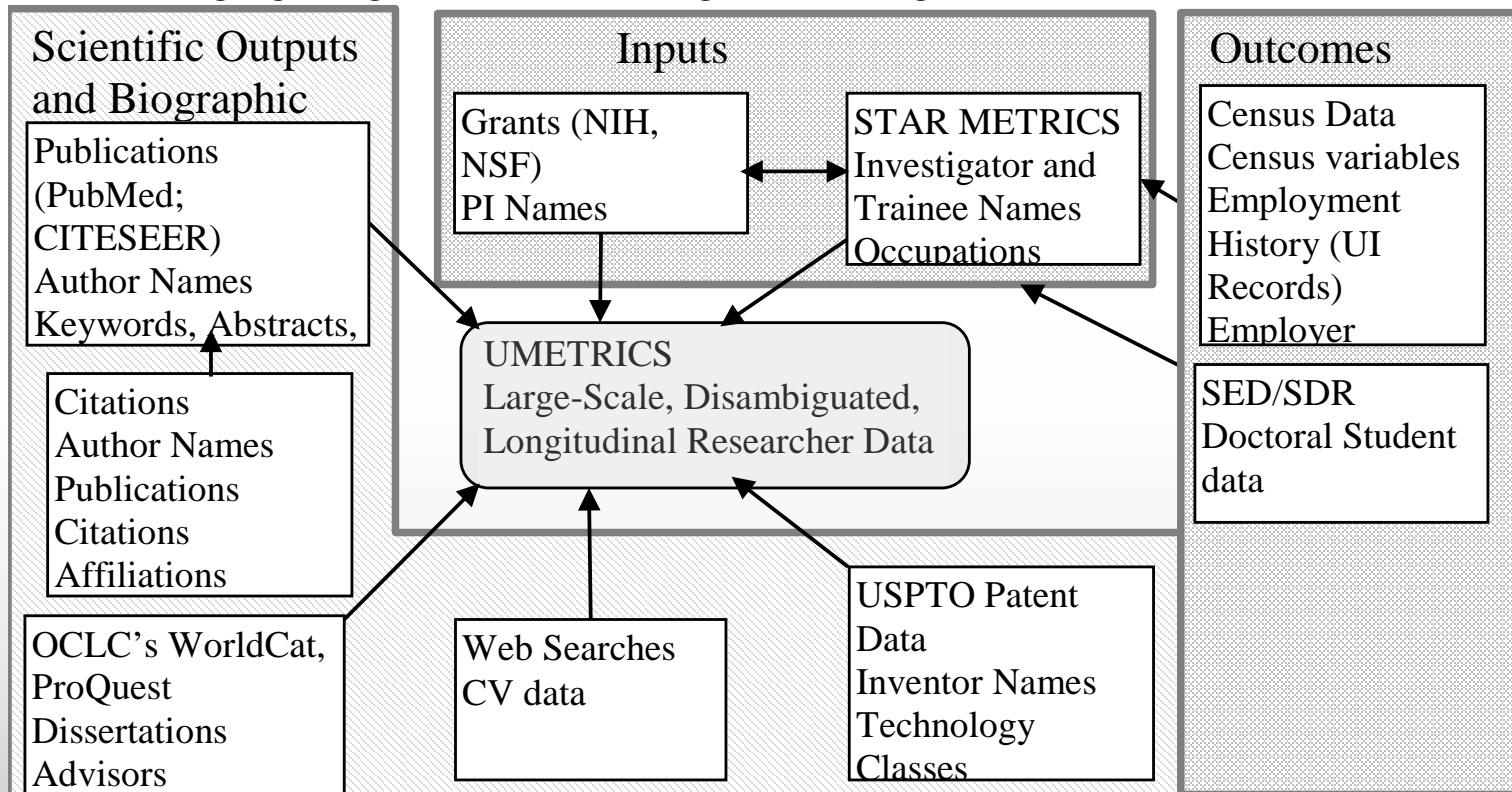 Scientific Outputs
and Biographic
Publications
(PubMed;
CITESEER)
Author Names
Keywords, Abstracts,
Citations
Author Names
Publications
Citations
Affiliations
OCLC's WorldCat,
ProQuest
Dissertations
Advisors
Inputs
Grants (NIH,
NSF)
PI Names
STAR METRICS
Investigator and
Trainee Names
Occupations
UMETRICS
Large-Scale, Disambiguated,
Longitudinal Researcher Data
Web Searches
CV data
USPTO Patent
Data
Inventor Names
Technology
Classes
Outcomes
Census Data
Census variables
Employment
History (UI
Records)
Employer
SED/SDR
Doctoral Student
data